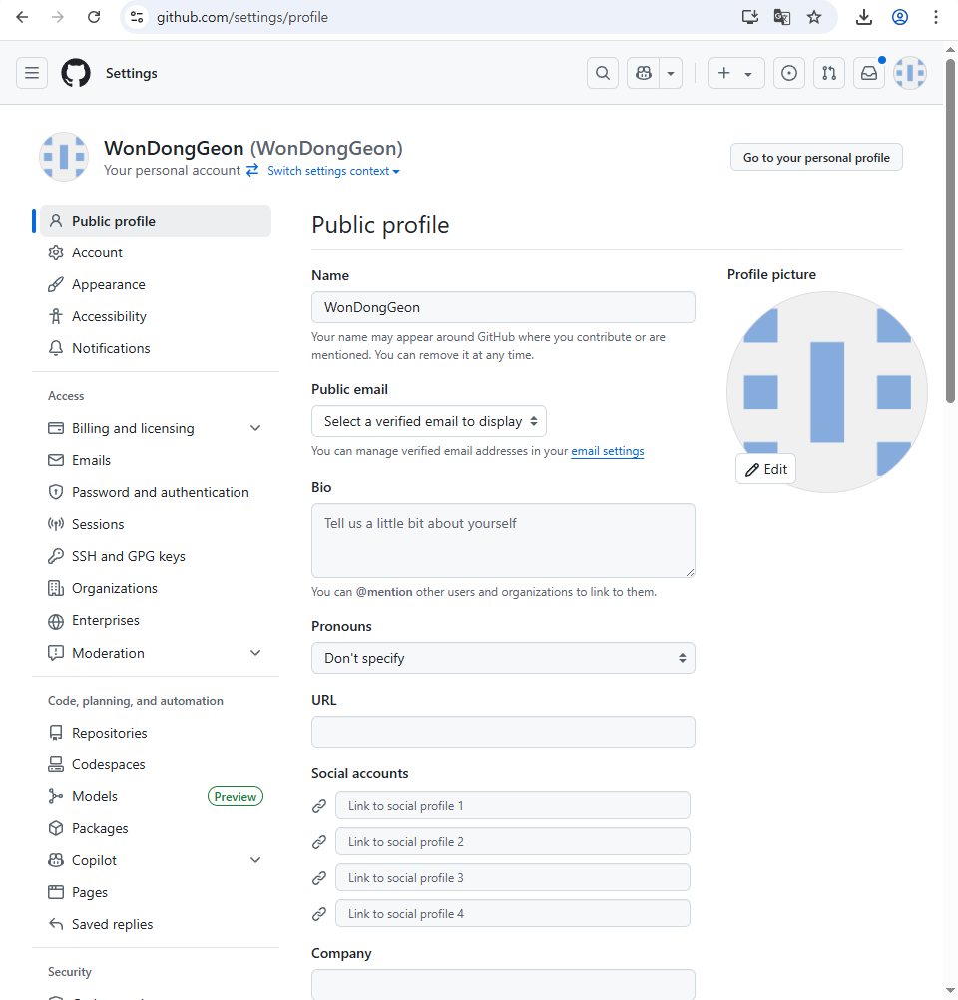 github.com/settings/profile
Settings
WonDongGeon (WonDongGeon)
Your personal account Switch settings context
Go to your personal profile
Public profile
Account
Appearance
Accessibility
Notifications
Access
Billing and licensing
Emails
Password and authentication
Sessions
SSH and GPG keys
Organizations
Enterprises
Moderation
Code, planning, and automation
Repositories
Codespaces
Models Preview
Packages
Copilot
Pages
Saved replies
Security
Public profile
Name
WonDongGeon
Your name may appear around GitHub where you contribute or are
mentioned. You can remove it at any time.
Public email
Select a verified email to display
You can manage verified email addresses in your email settings
Bio
Tell us a little bit about yourself
You can @mention other users and organizations to link to them.
Pronouns
Don't specify
URL
Social accounts
Link to social profile 1
Link to social profile 2
Link to social profile 3
Link to social profile 4
Company
Profile picture
Edit